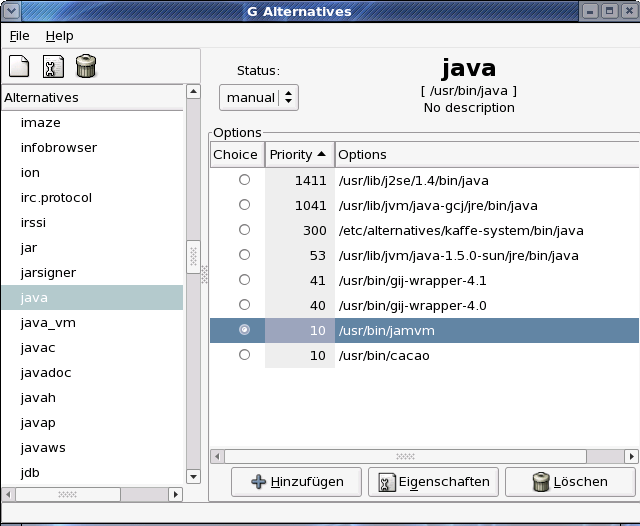 G Alternatives
File Help
Alternatives
imaze
infobrowser
ion
irc.protocol
irssi
jar
jarsigner
java
java_vm
javac
javadoc
javah
javap
javaws
jdb
Status:
manual
java
[ /usr/bin/java ]
No description
Options
Choice Priority Options
1411 /usr/lib/j2se/1.4/bin/java
1041 /usr/lib/jvm/java-gcj/jre/bin/java
300 /etc/alternatives/kaffe-system/bin/java
53 /usr/lib/jvm/java-1.5.0-sun/jre/bin/java
41 /usr/bin/gij-wrapper-4.1
40 /usr/bin/gij-wrapper-4.0
10 /usr/bin/jamvm
10 /usr/bin/cacao
Hinzufügen Eigenschaften Löschen